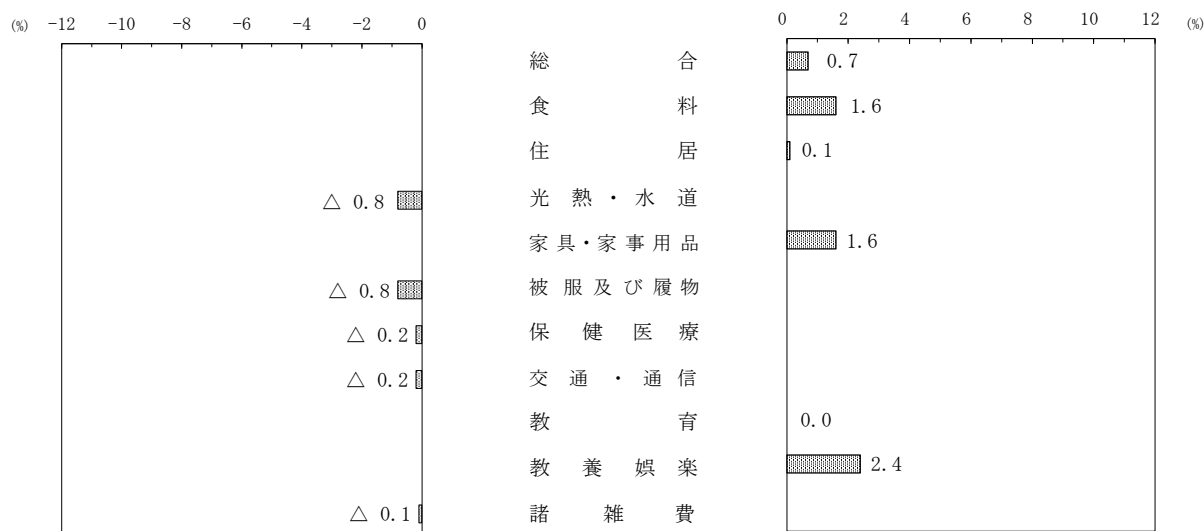 (%) -12 -10 -8 -6 -4 -2 0 0 2 4 6 8 10 12 (%)
総合 0.7
食料 1.6
住居 0.1
△ 0.8 光熱・水道
家具・家事用品 1.6
△ 0.8 被服及び履物
△ 0.2 保健医療
△ 0.2 交通・通信
教育 0.0
教養娯楽 2.4
△ 0.1 諸雑費